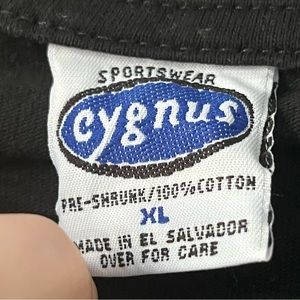 SPORTSWEAR
cygnus
PRE-SHRUNK/100% COTTON
XL
MADE IN EL SALVADOR
OVER FOR CARE